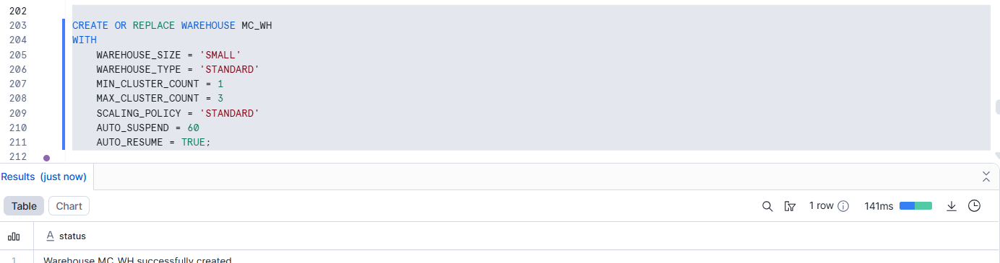 202
203 CREATE OR REPLACE WAREHOUSE MC_WH
204 WITH
205 WAREHOUSE_SIZE = 'SMALL'
206 WAREHOUSE_TYPE = 'STANDARD'
207 MIN_CLUSTER_COUNT = 1
208 MAX_CLUSTER_COUNT = 3
209 SCALING_POLICY = 'STANDARD'
210 AUTO_SUSPEND = 60
211 AUTO_RESUME = TRUE;
212
Results (just now)
Table Chart 1 row 141ms
A status
1 Warehouse MC_WH successfully created